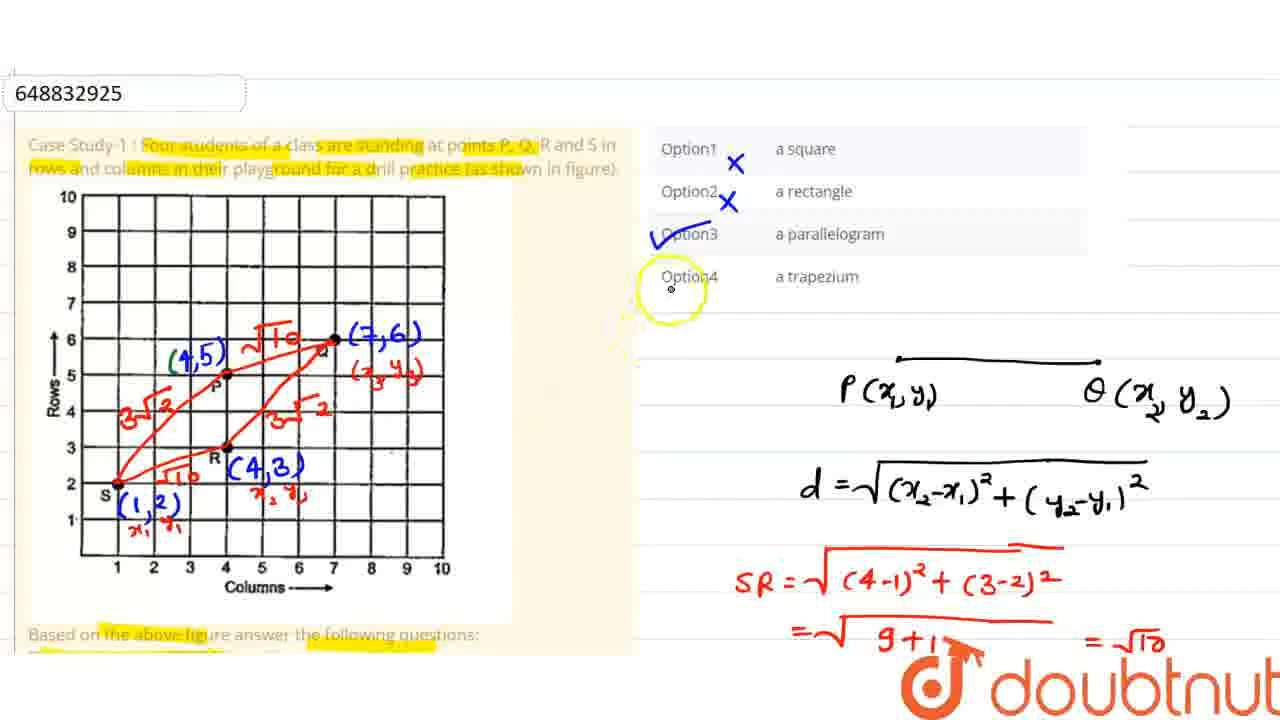 648832925
Case Study-1 : Four students of a class are standing at points P, Q, R and S in
rows and columns in their playground for a drill practice (as shown in figure).
10
9
8
7
6
5
4
3
2
1
Rows
1 2 3 4 5 6 7 8 9 10
Columns
(4,5)
√10
(7,6)
P
Q
(x₃, y₃)
3√2
3√2
R
(4,3)
√10
S
(1,2)
x₁ y₁
Based on the above figure answer the following questions:
Option1 a square
Option2 a rectangle
Option3 a parallelogram
Option4 a trapezium
P(x₁, y₁) Q(x₂, y₂)
d = √(x₂-x₁)² + (y₂-y₁)²
SR = √(4-1)² + (3-2)²
= √9+1 = √10
doubtnut